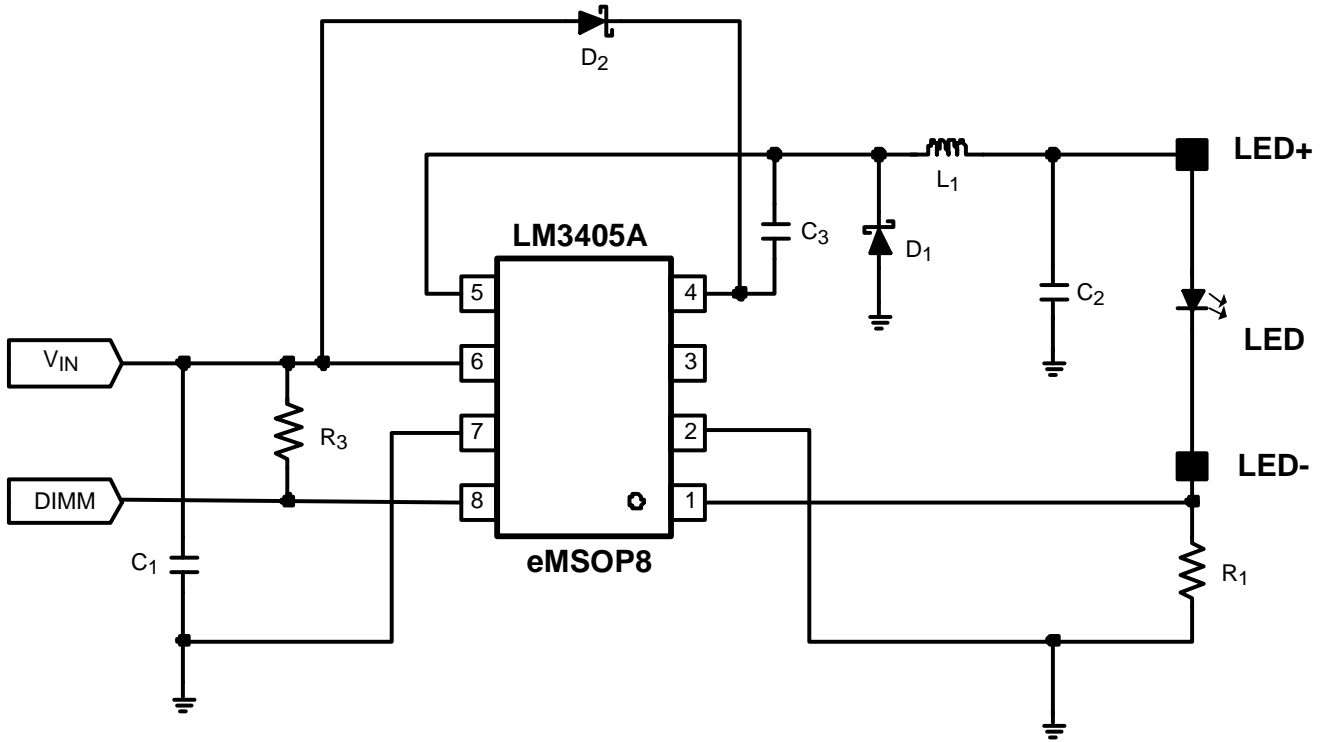 D2
LED+
L1
LM3405A
C3
D1
5
4
C2
VIN
6
3
LED
R3
7
2
LED-
DIMM
8
1
C1
eMSOP8
R1